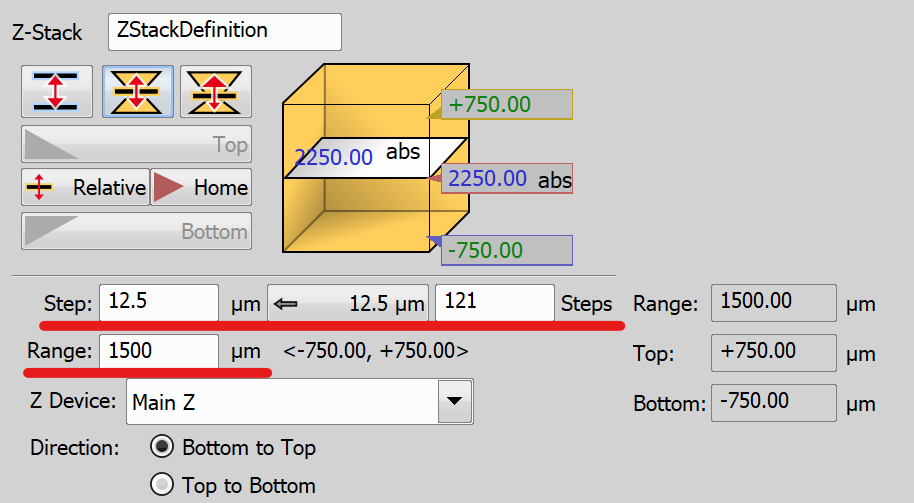 Z-Stack ZStackDefinition
+750.00
Top
2250.00 abs
Relative Home 2250.00 abs
Bottom
-750.00
Step: 12.5 µm 12.5 µm 121 Steps Range: 1500.00 µm
Range: 1500 µm <-750.00, +750.00> Top: +750.00 µm
Z Device: Main Z Bottom: -750.00 µm
Direction: Bottom to Top
Top to Bottom